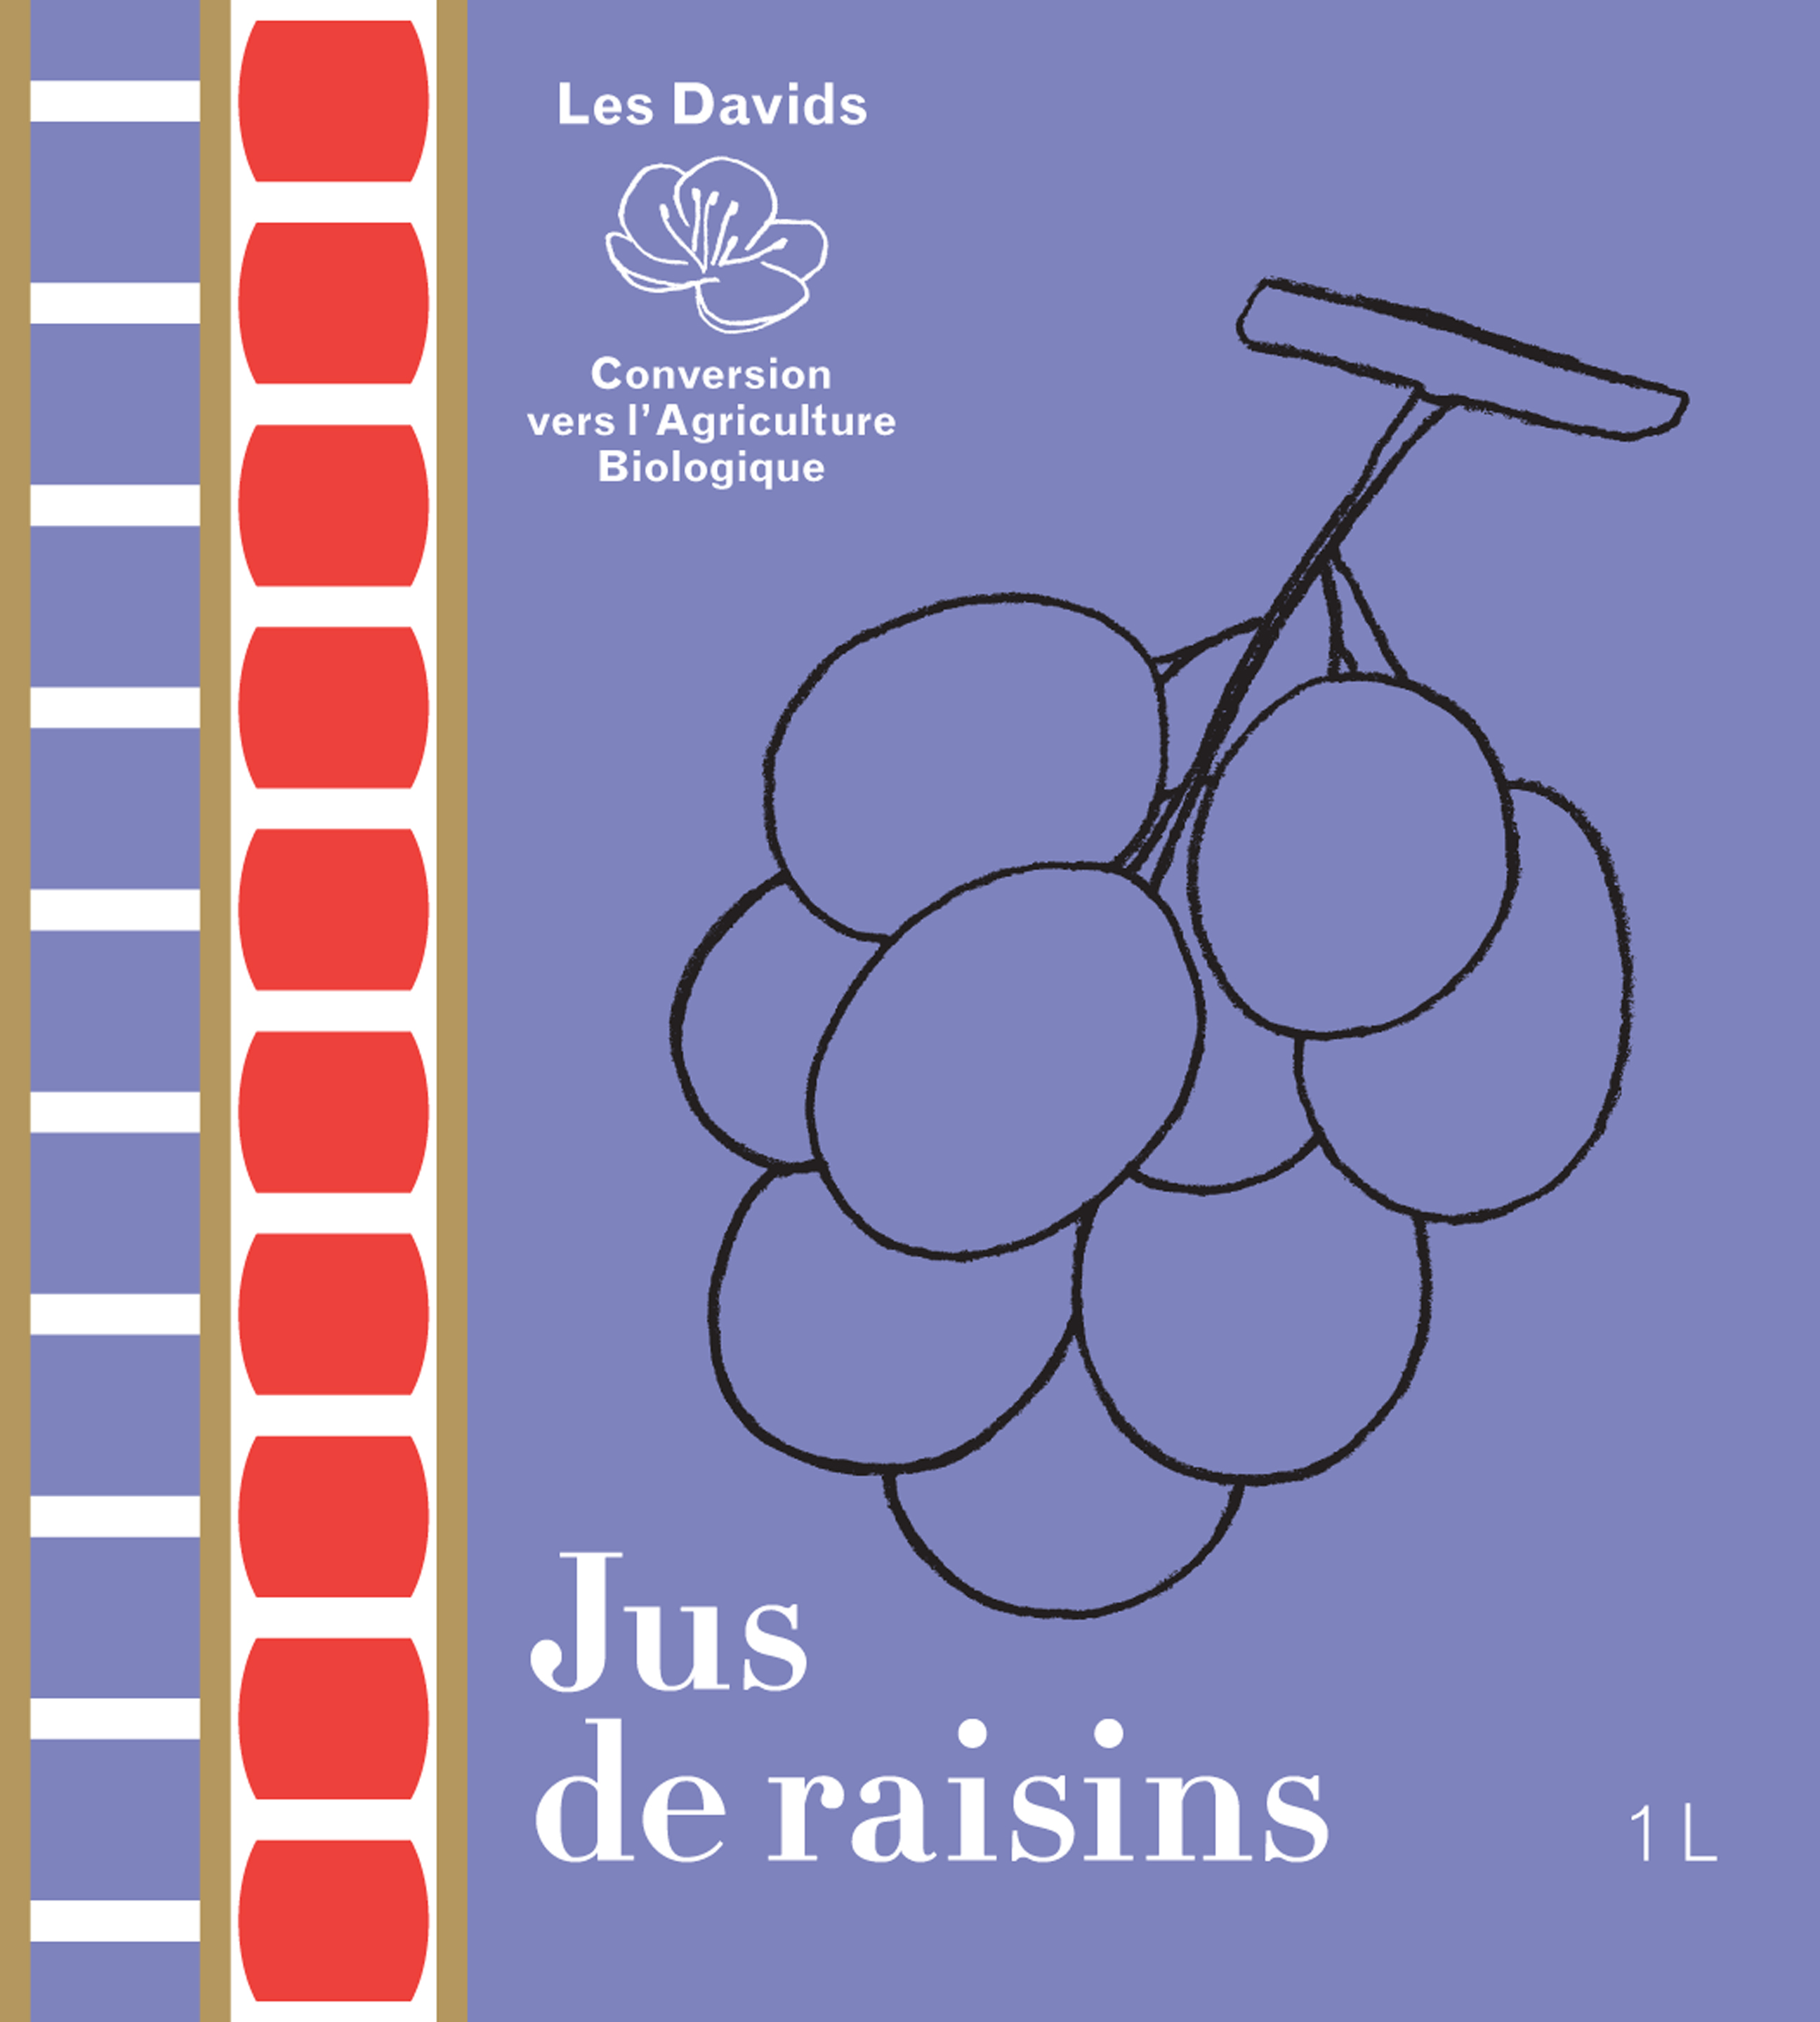 Les Davids
Conversion
vers l’Agriculture
Biologique
Jus
de raisins
1 L